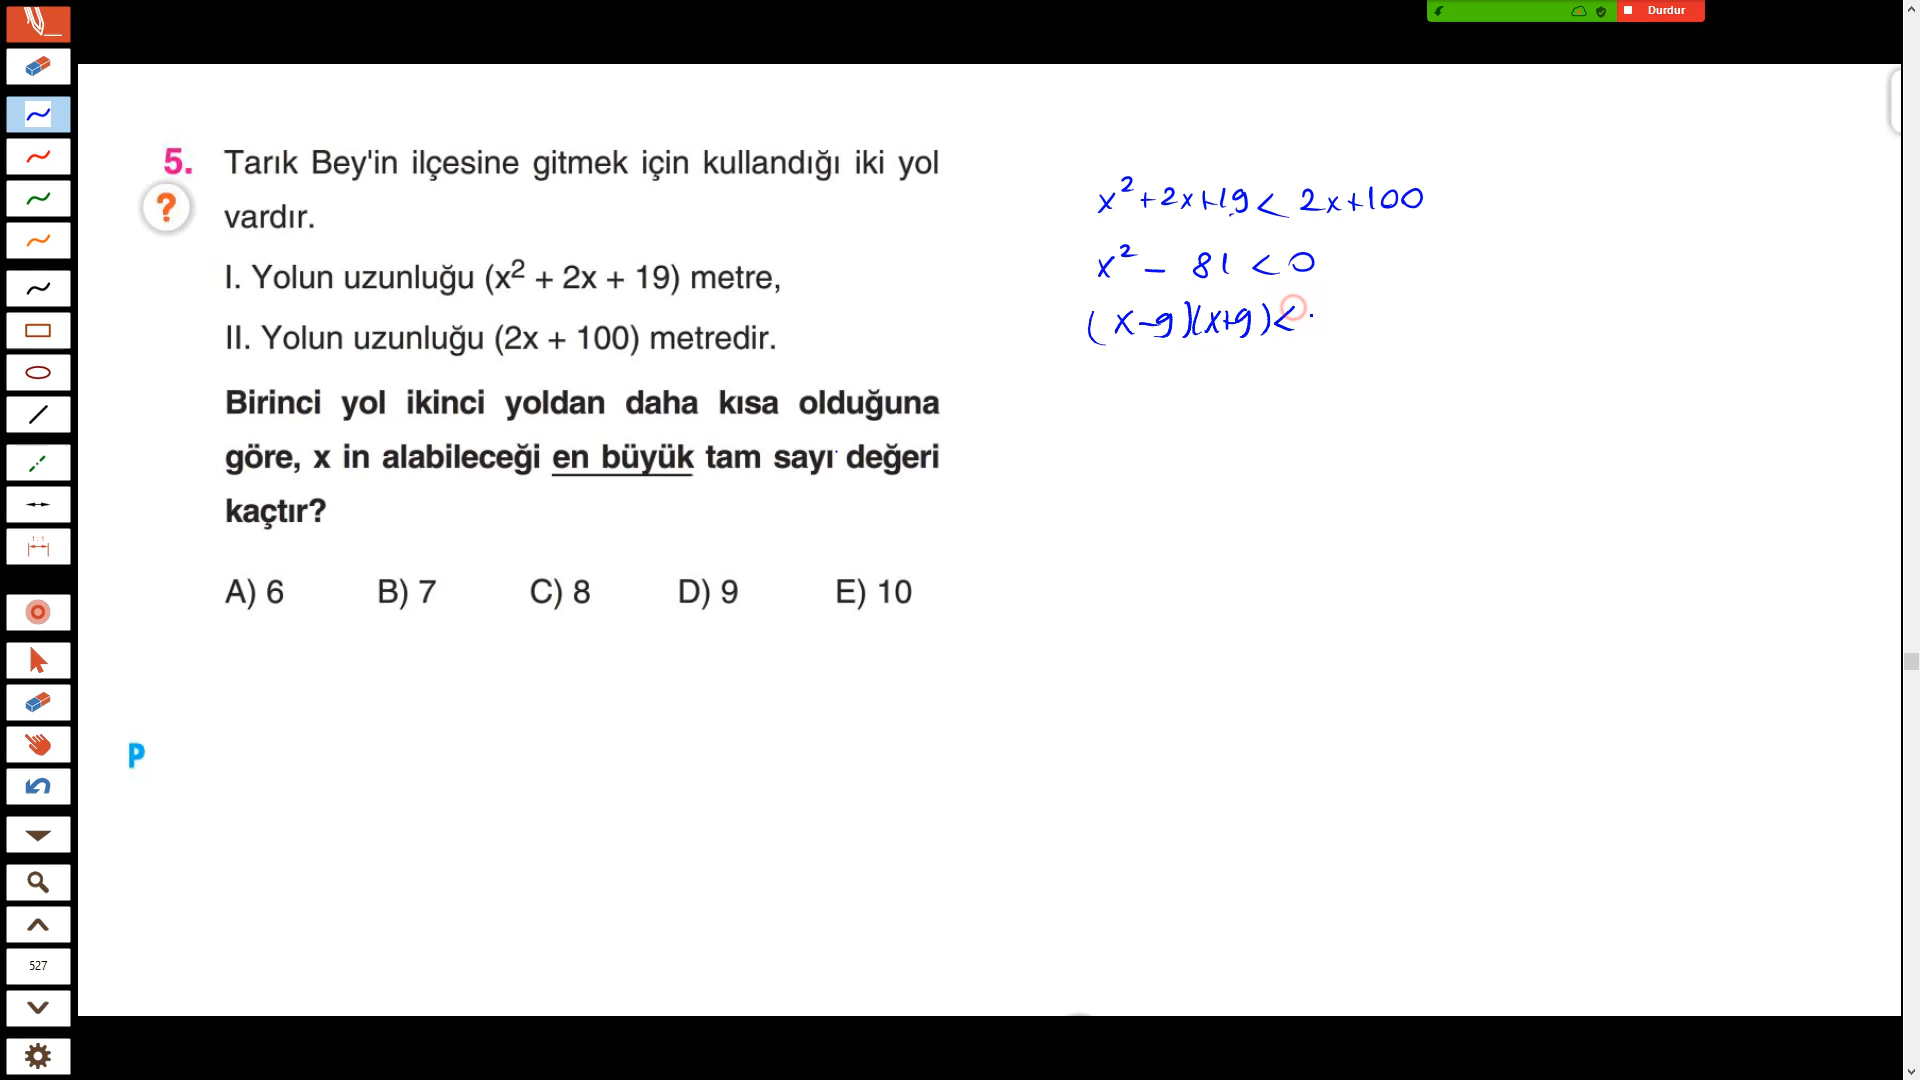 Durdur
5. Tarık Bey'in ilçesine gitmek için kullandığı iki yol
vardır.
?
I. Yolun uzunluğu (x² + 2x + 19) metre,
II. Yolun uzunluğu (2x + 100) metredir.
Birinci yol ikinci yoldan daha kısa olduğuna
göre, x in alabileceği en büyük tam sayı değeri
kaçtır?
A) 6 B) 7 C) 8 D) 9 E) 10
x²+2x+19 < 2x+100
x² - 81 < 0
(x-9)(x+9)<
1:1
P
527